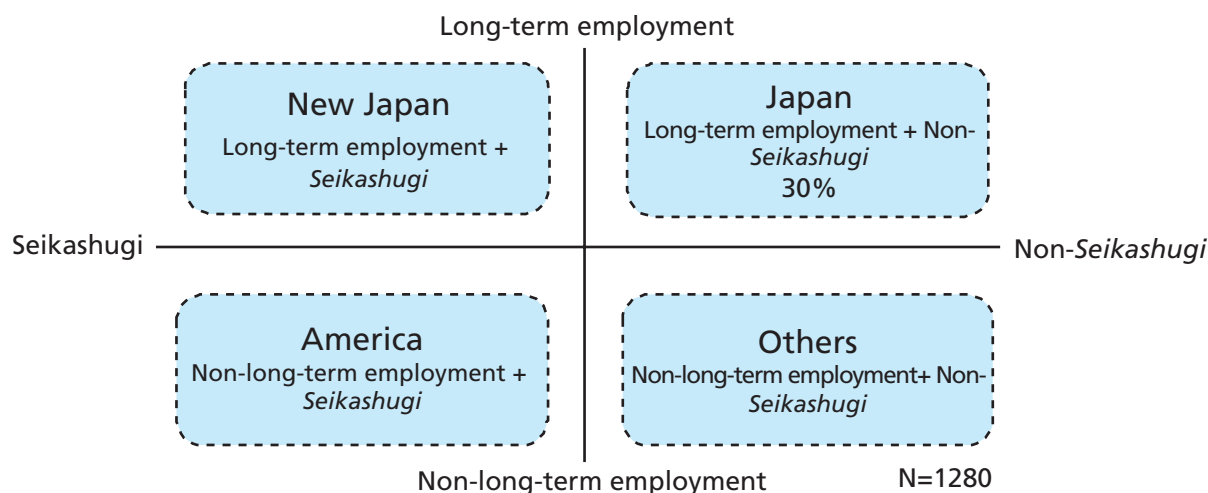 Long-term employment
New Japan
Long-term employment +
Seikashugi
Japan
Long-term employment + Non-
Seikashugi
30%
Seikashugi
Non-Seikashugi
America
Non-long-term employment +
Seikashugi
Others
Non-long-term employment+ Non-
Seikashugi
Non-long-term employment
N=1280